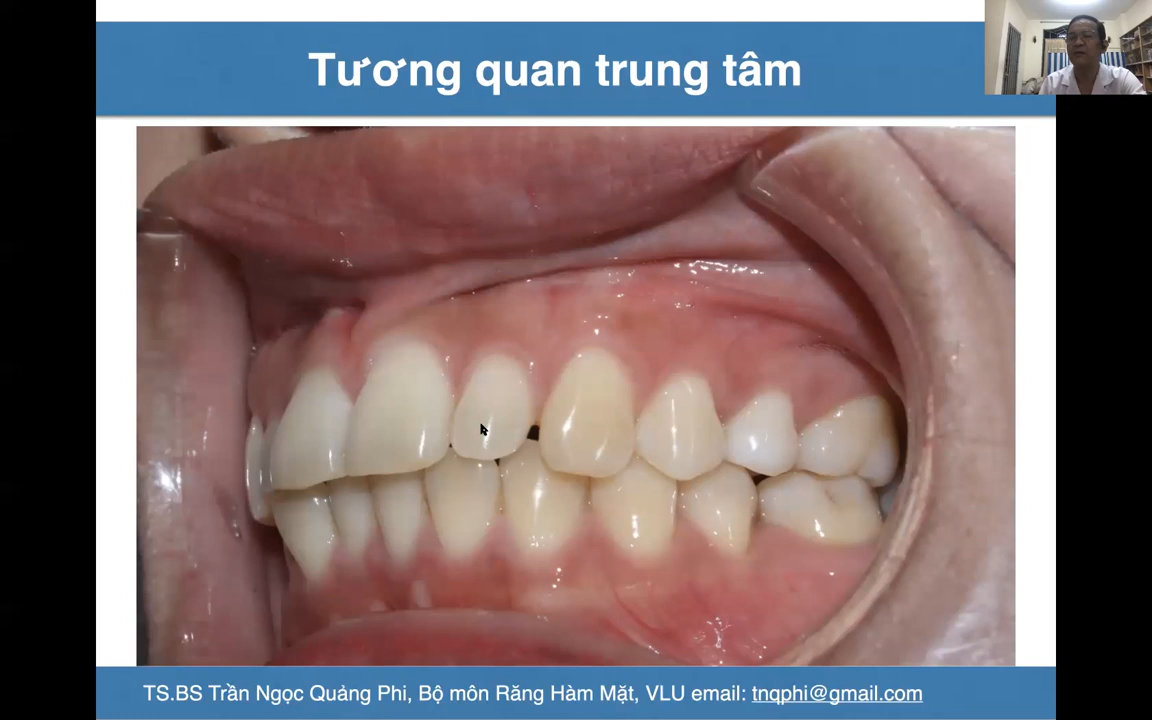 Tương quan trung tâm
TS.BS Trần Ngọc Quảng Phi, Bộ môn Răng Hàm Mặt, VLU email: tnqphi@gmail.com